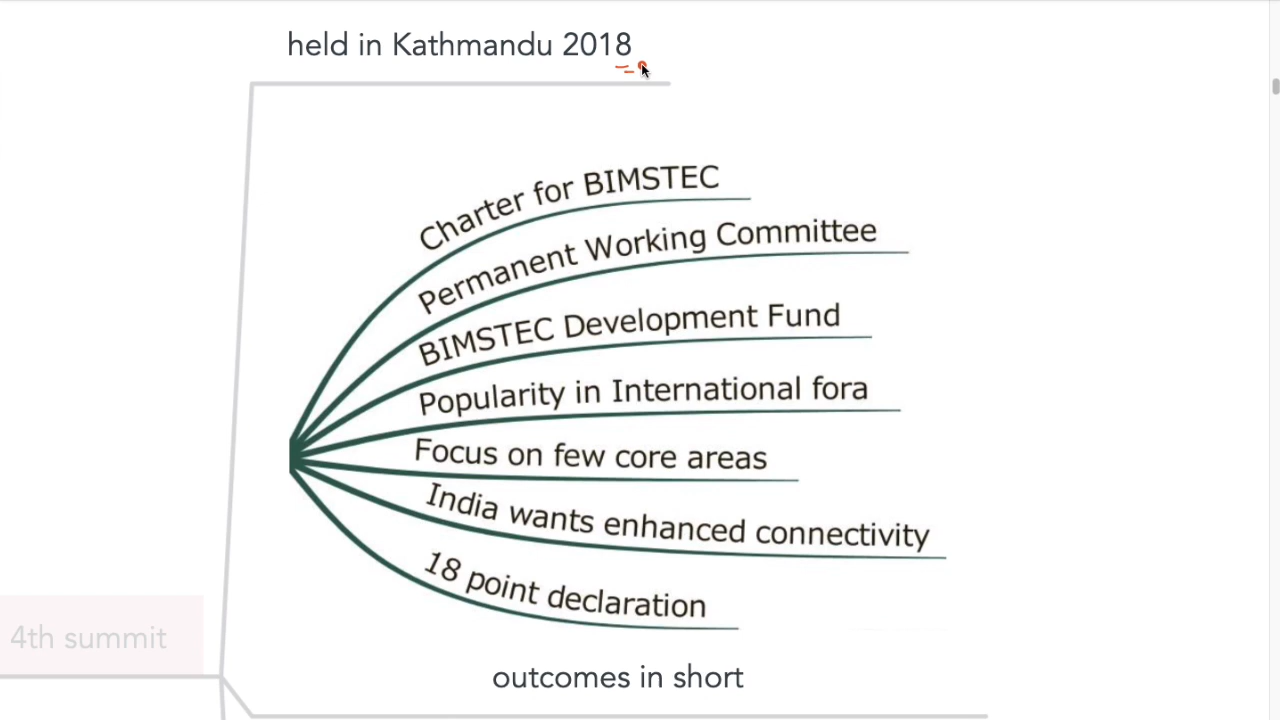 held in Kathmandu 2018
Charter for BIMSTEC
Permanent Working Committee
BIMSTEC Development Fund
Popularity in International fora
Focus on few core areas
India wants enhanced connectivity
18 point declaration
4th summit
outcomes in short